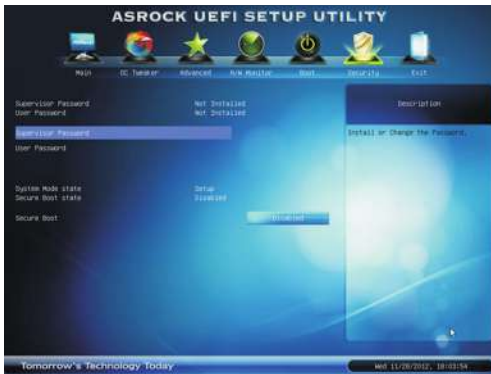 ASROCK UEFI SETUP UTILITY
Main OC Tweaker Advanced H/W Monitor Boot Security Exit
Supervisor Password Not Installed
User Password Not Installed
Description
Supervisor Password
Install or Change the Password.
User Password
System Mode state Setup
Secure Boot state Disabled
Secure Boot Disabled
Tomorrow's Technology Today
Wed 11/28/2012, 18:03:54